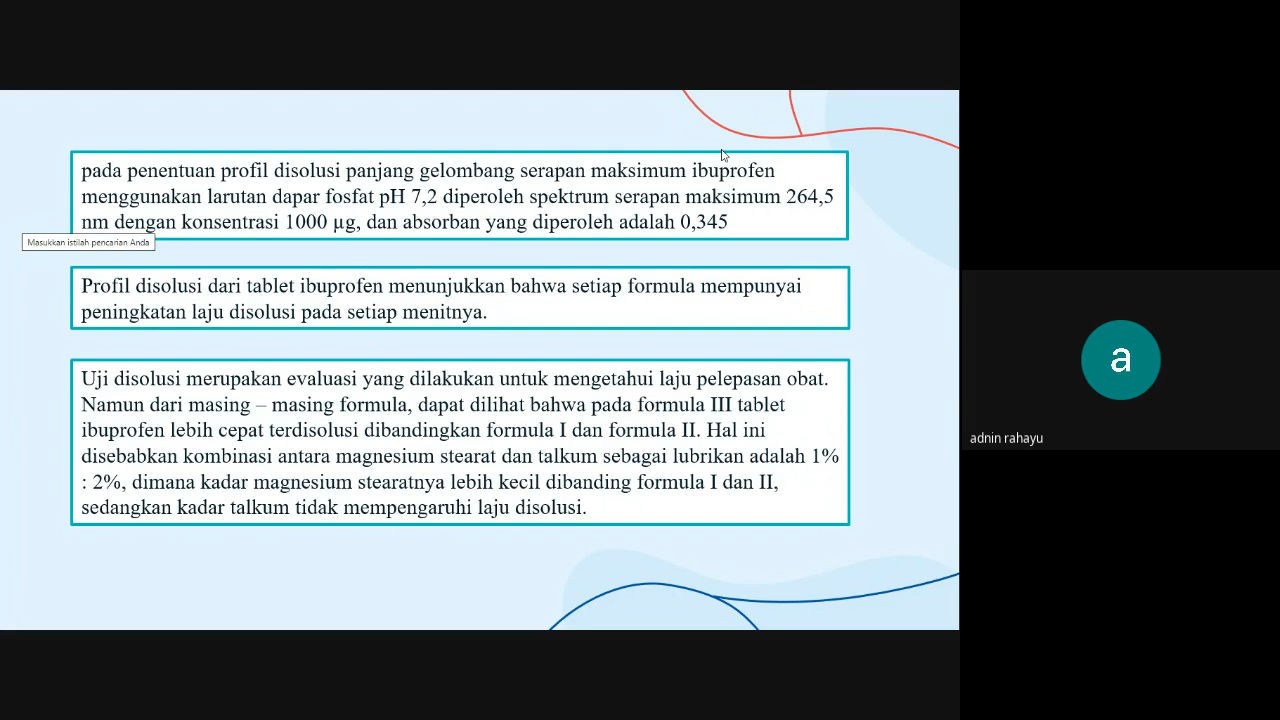 pada penentuan profil disolusi panjang gelombang serapan maksimum ibuprofen
menggunakan larutan dapar fosfat pH 7,2 diperoleh spektrum serapan maksimum 264,5
nm dengan konsentrasi 1000 µg, dan absorban yang diperoleh adalah 0,345
Masukkan istilah pencarian Anda
Profil disolusi dari tablet ibuprofen menunjukkan bahwa setiap formula mempunyai
peningkatan laju disolusi pada setiap menitnya.
Uji disolusi merupakan evaluasi yang dilakukan untuk mengetahui laju pelepasan obat.
Namun dari masing – masing formula, dapat dilihat bahwa pada formula III tablet
ibuprofen lebih cepat terdisolusi dibandingkan formula I dan formula II. Hal ini
disebabkan kombinasi antara magnesium stearat dan talkum sebagai lubrikan adalah 1%
: 2%, dimana kadar magnesium stearatnya lebih kecil dibanding formula I dan II,
sedangkan kadar talkum tidak mempengaruhi laju disolusi.
a
adnin rahayu